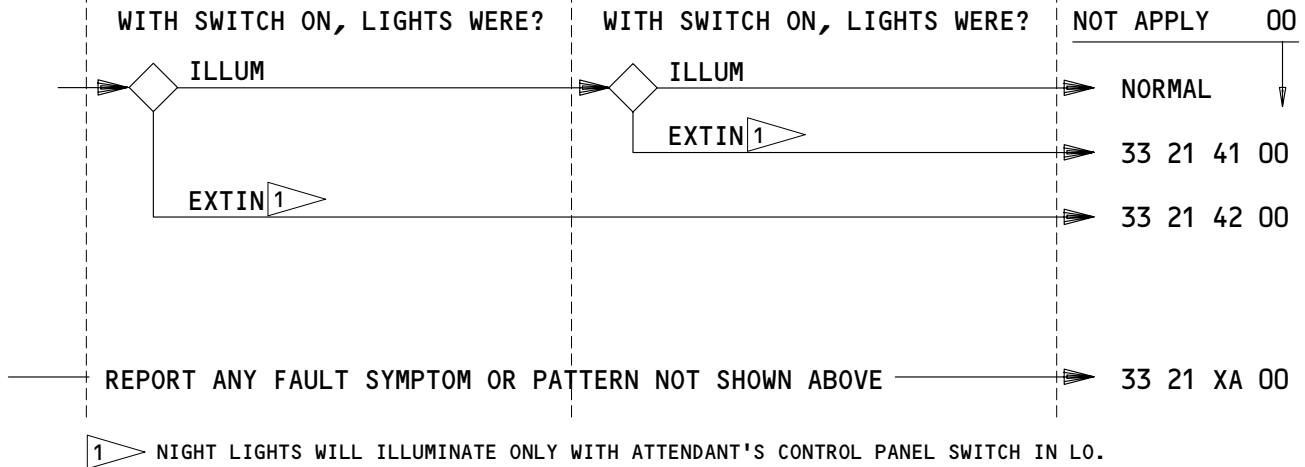 WITH SWITCH ON, LIGHTS WERE? WITH SWITCH ON, LIGHTS WERE? NOT APPLY 00
ILLUM ILLUM NORMAL
EXTIN 1 33 21 41 00
EXTIN 1 33 21 42 00
REPORT ANY FAULT SYMPTOM OR PATTERN NOT SHOWN ABOVE 33 21 XA 00
1 NIGHT LIGHTS WILL ILLUMINATE ONLY WITH ATTENDANT'S CONTROL PANEL SWITCH IN LO.